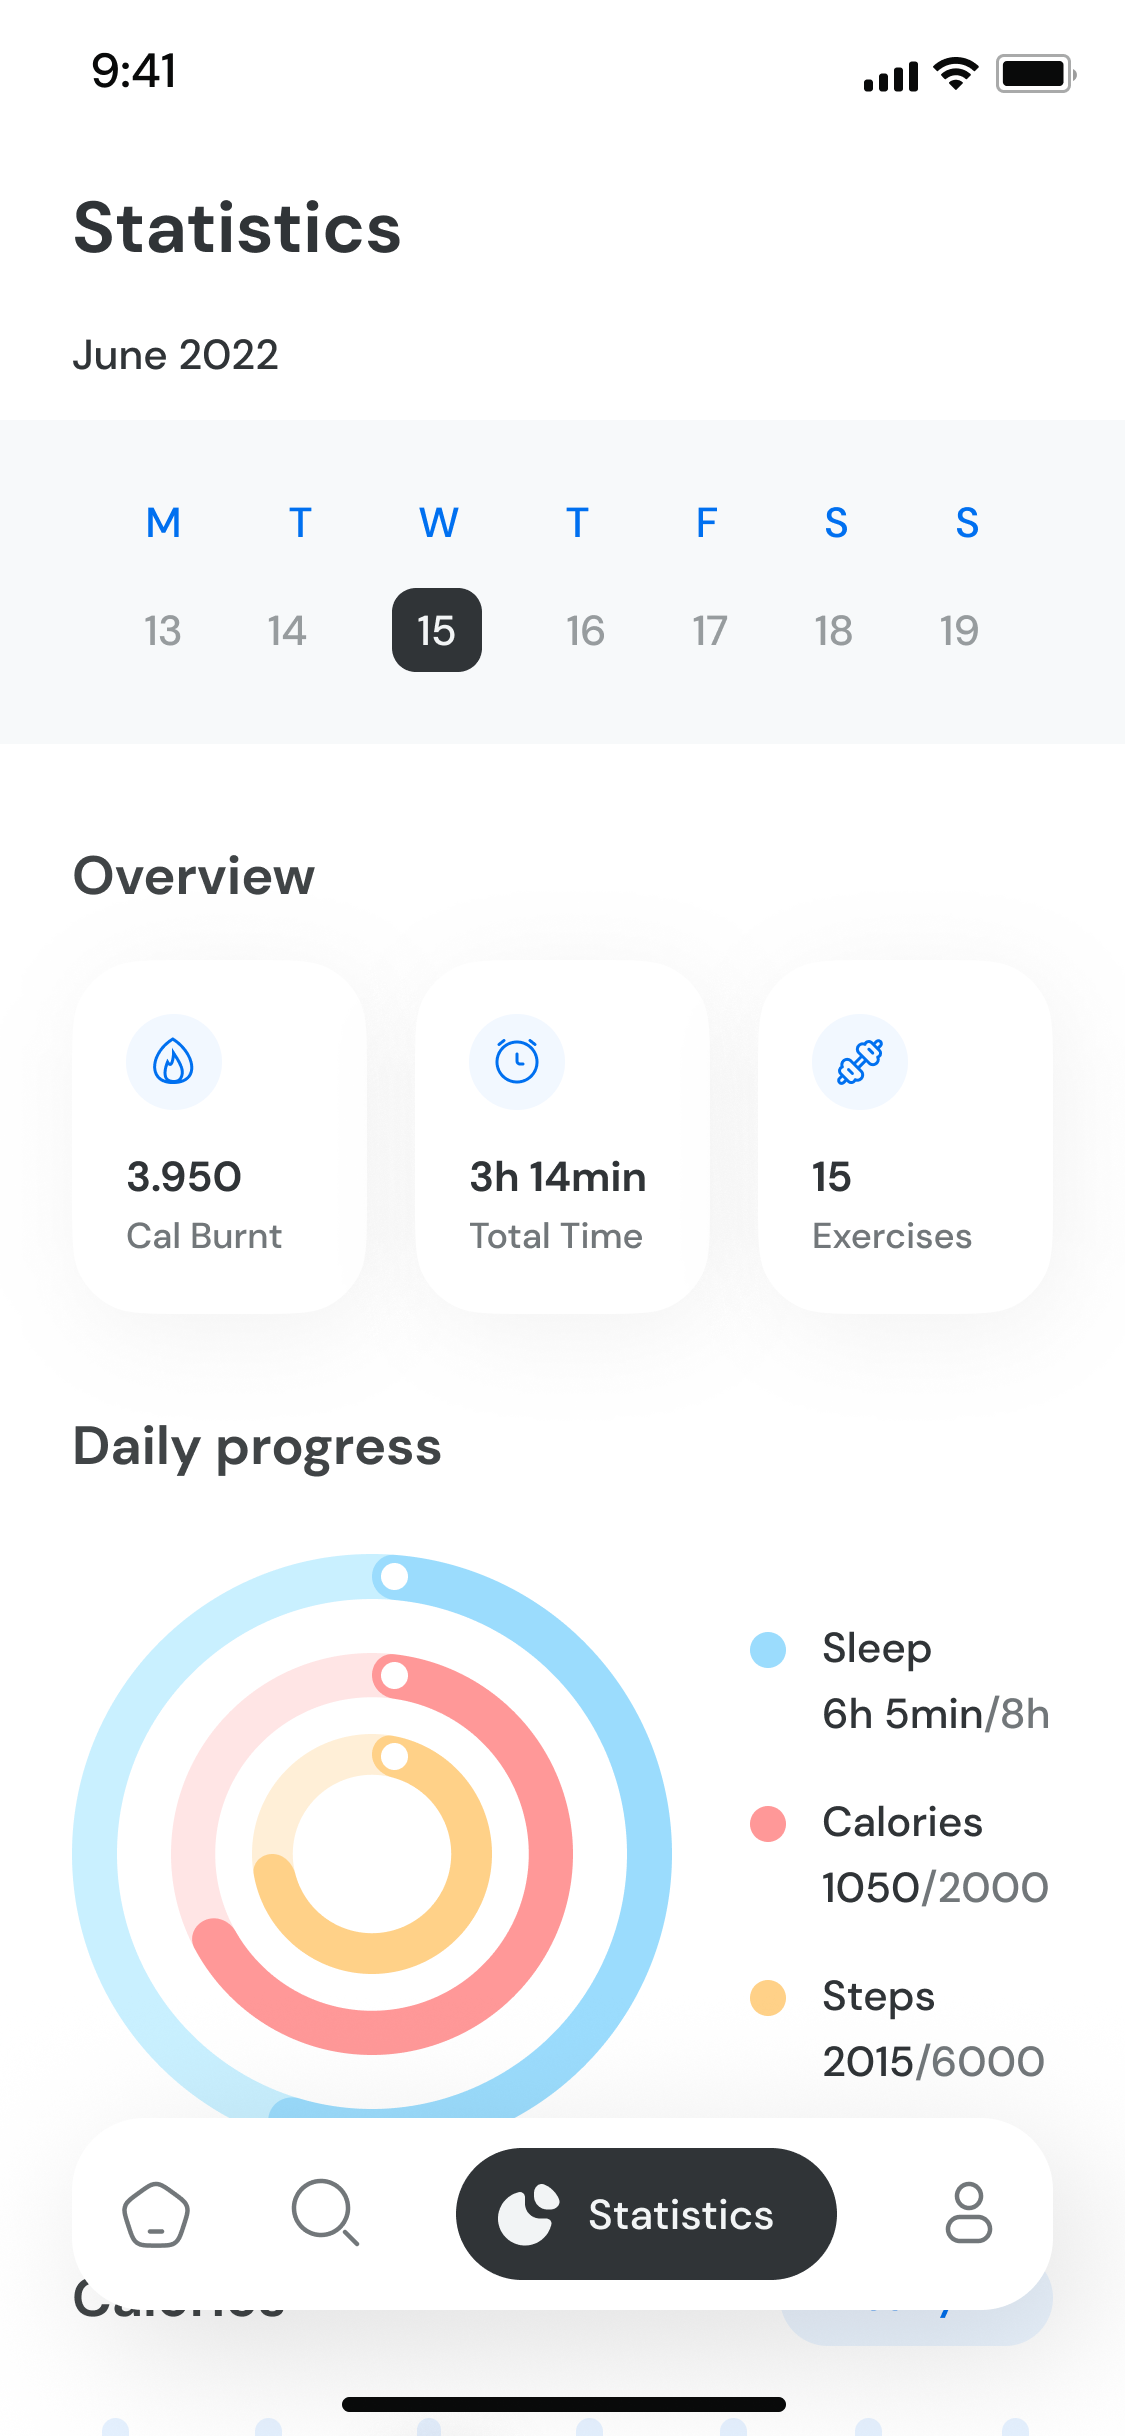 9:41
Statistics
June 2022
M T W T F S S
13 14 15 16 17 18 19
Overview
3.950
Cal Burnt
3h 14min
Total Time
15
Exercises
Daily progress
Sleep
6h 5min/8h
Calories
1050/2000
Steps
2015/6000
Statistics
Calories